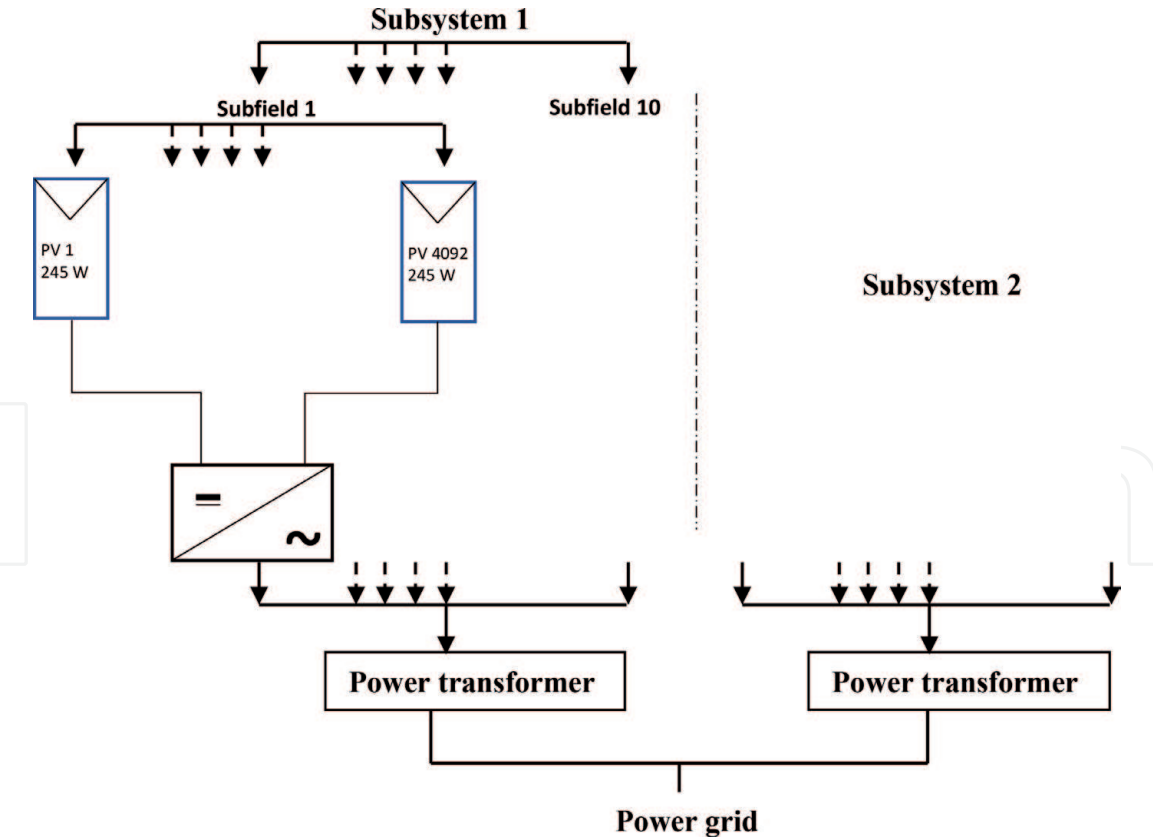 Subsystem 1
Subfield 1
Subfield 10
PV 1
245 W
PV 4092
245 W
Subsystem 2
Power transformer
Power transformer
Power grid